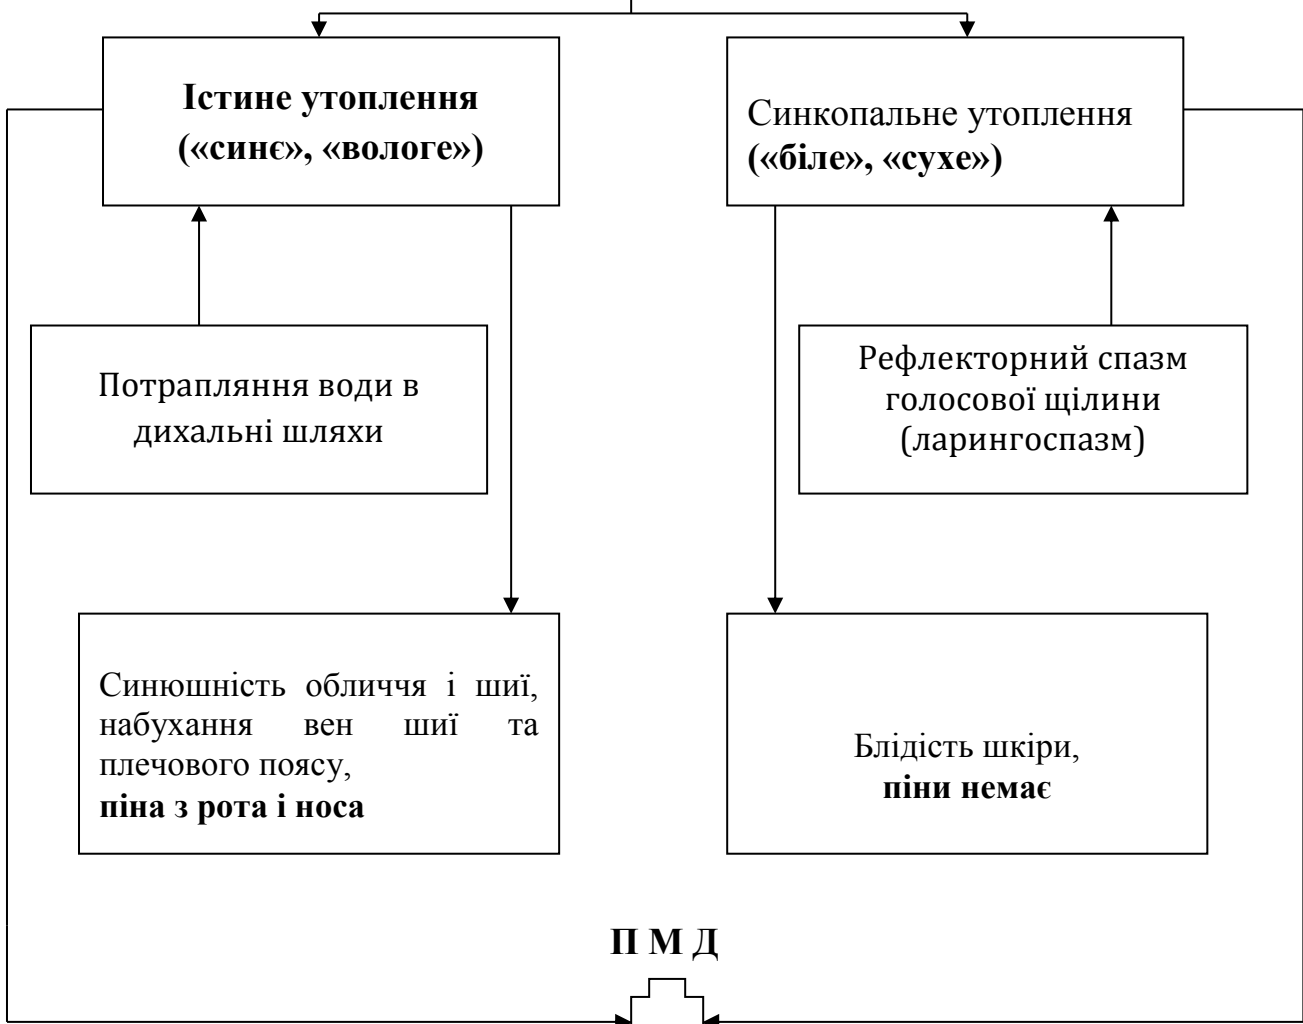 Істине утоплення
(«синє», «вологе»)
Синкопальне утоплення
(«біле», «сухе»)
Потрапляння води в
дихальні шляхи
Рефлекторний спазм
голосової щілини
(ларингоспазм)
Синюшність обличчя і шиї,
набухання вен шиї та
плечового поясу,
піна з рота і носа
Блідість шкіри,
піни немає
П М Д